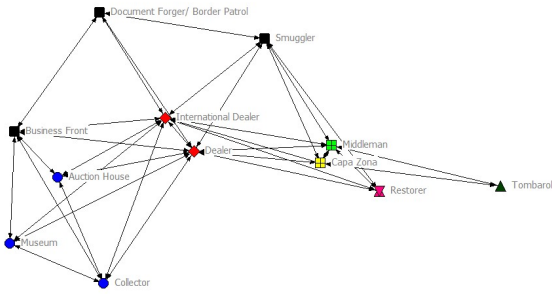 Document Forger/ Border Patrol
Smuggler
International Dealer
Business Front
Dealer
Middleman
Capa Zona
Auction House
Restorer
Tombarol
Museum
Collector